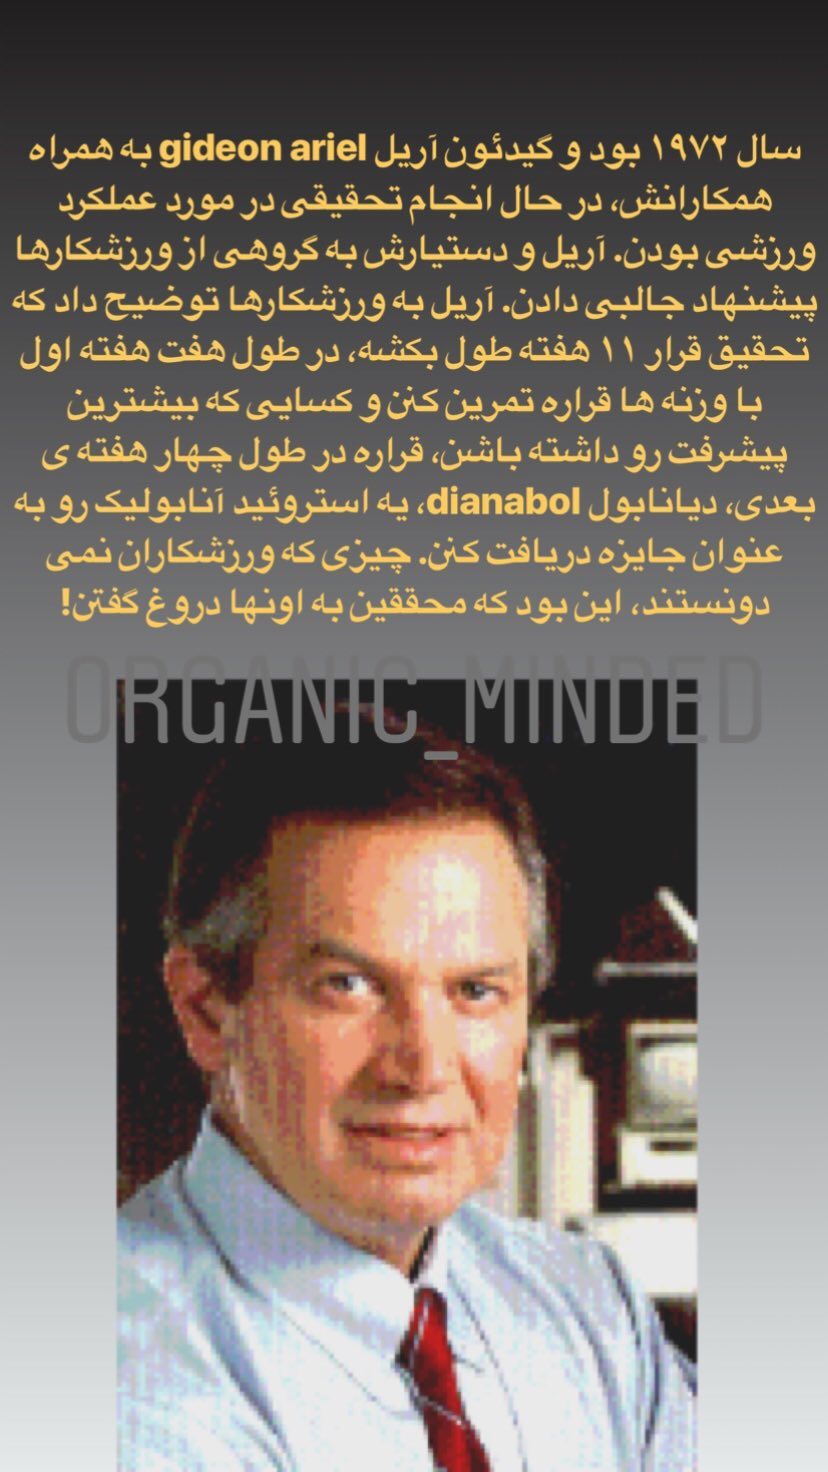 سال ۱۹۷۲ بود و گیدئون آریل gideon ariel به همراه
همکارانش، در حال انجام تحقیقی در مورد عملکرد
ورزشی بودن. آریل و دستیارش به گروهی از ورزشکارها
پیشنهاد جالبی دادن. آریل به ورزشکارها توضیح داد که
تحقیق قرار ۱۱ هفته طول بکشه، در طول هفت هفته اول
با وزنه ها قراره تمرین کنن و کسایی که بیشترین
پیشرفت رو داشته باشن، قراره در طول چهار هفته ی
بعدی، دیانابول dianabol، یه استروئید آنابولیک رو به
عنوان جایزه دریافت کنن. چیزی که ورزشکاران نمی
دونستند، این بود که محققین به اونها دروغ گفتن!
ORGANIC_MINDED